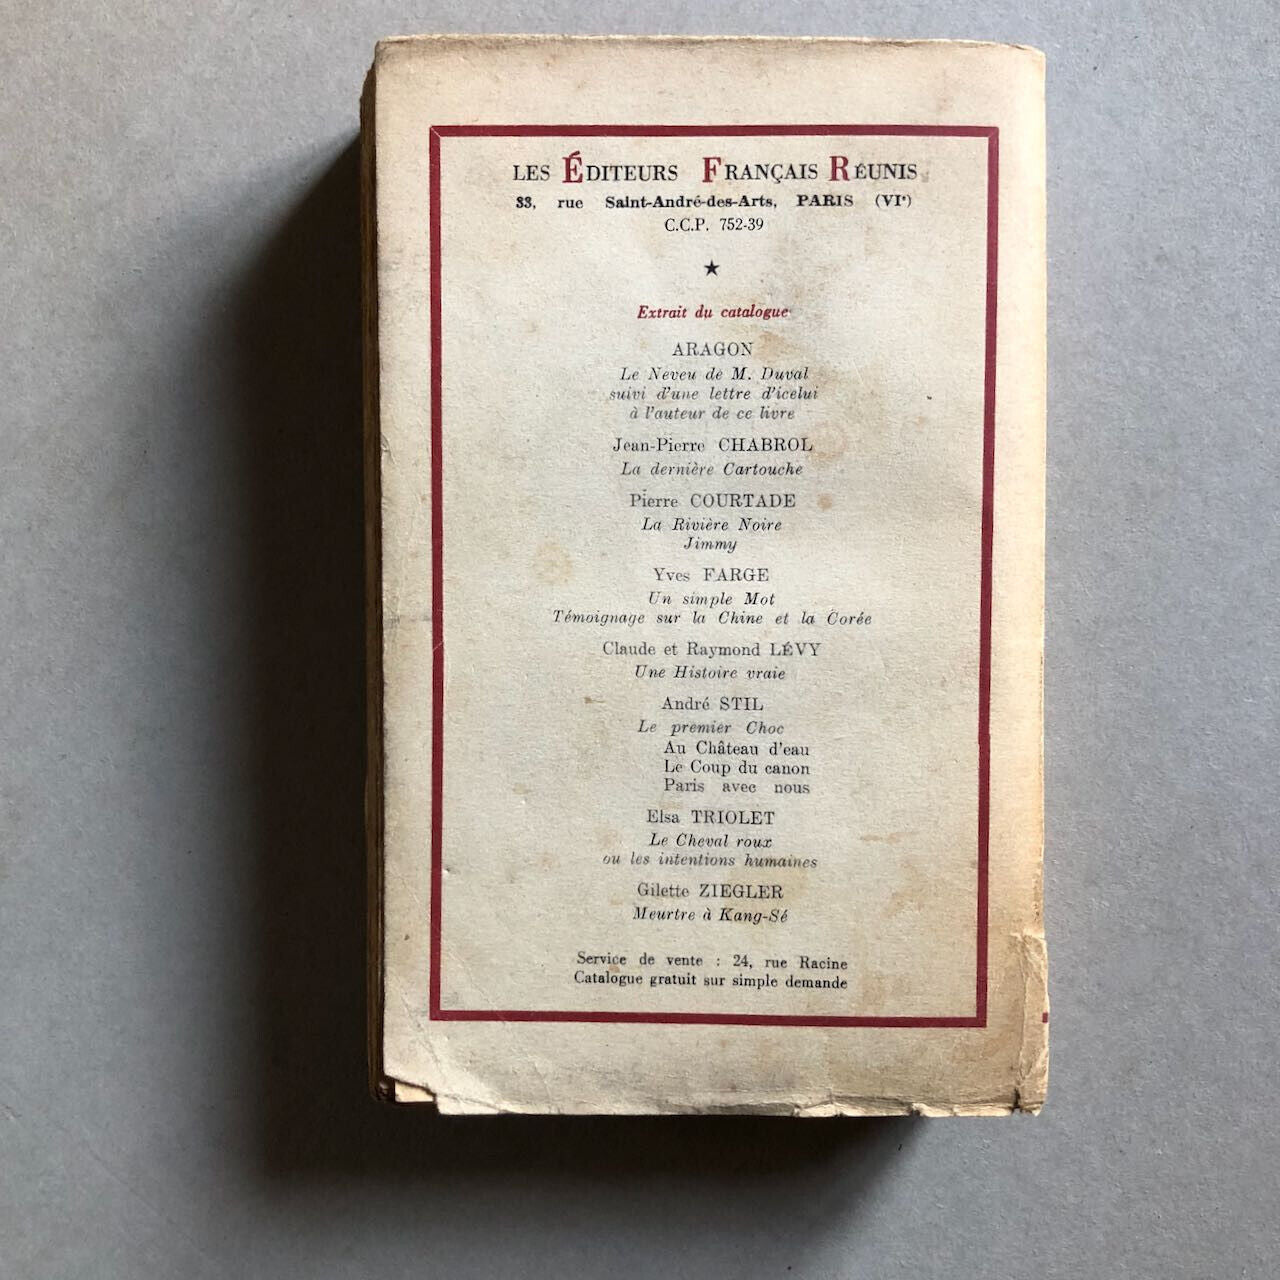 LES ÉDITEURS FRANÇAIS RÉUNIS
33, rue Saint-André-des-Arts, PARIS (VIe)
C.C.P. 752-39
★
Extrait du catalogue
ARAGON
Le Neveu de M. Duval
suivi d'une lettre d'icelui
à l'auteur de ce livre
Jean-Pierre CHABROL
La dernière Cartouche
Pierre COURTADE
La Rivière Noire
Jimmy
Yves FARGE
Un simple Mot
Témoignage sur la Chine et la Corée
Claude et Raymond LÉVY
Une Histoire vraie
André STIL
Le premier Choc
Au Château d'eau
Le Coup du canon
Paris avec nous
Elsa TRIOLET
Le Cheval roux
ou les intentions humaines
Gilette ZIEGLER
Meurtre à Kang-Sé
Service de vente : 24, rue Racine
Catalogue gratuit sur simple demande